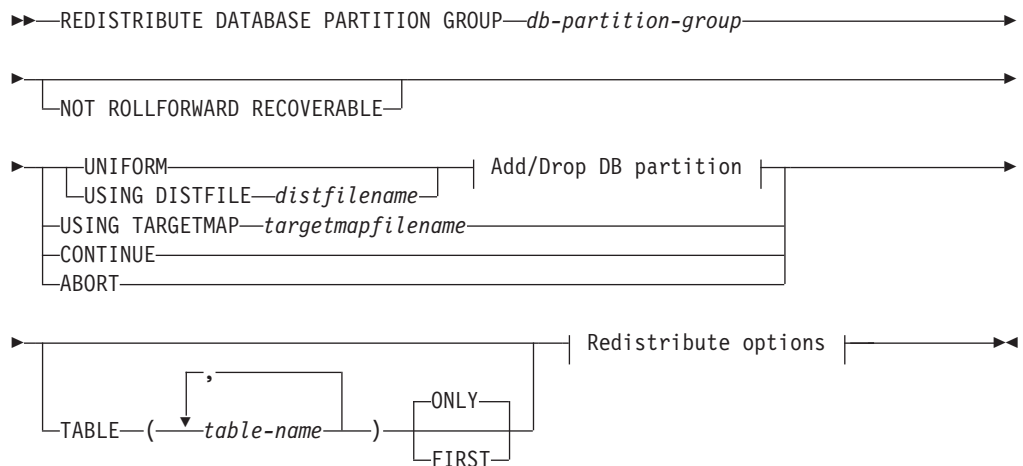 REDISTRIBUTE DATABASE PARTITION GROUP db-partition-group
NOT ROLLFORWARD RECOVERABLE
UNIFORM Add/Drop DB partition
USING DISTFILE distfilename
USING TARGETMAP targetmapfilename
CONTINUE
ABORT
Redistribute options
,
ONLY
TABLE ( table-name )
FIRST